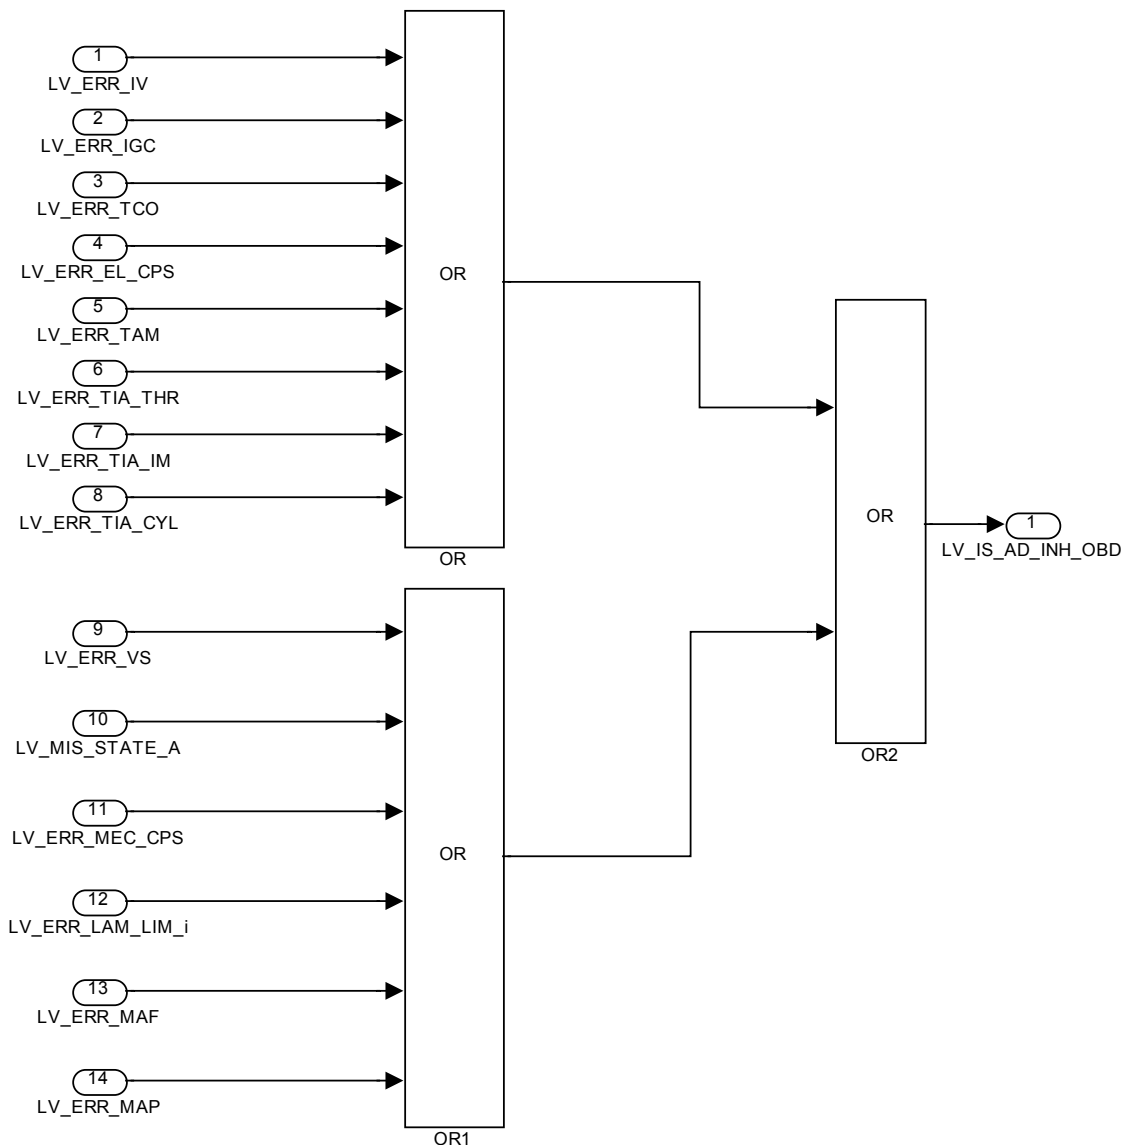 1
LV_ERR_IV
2
LV_ERR_IGC
3
LV_ERR_TCO
4
LV_ERR_EL_CPS
5
LV_ERR_TAM
6
LV_ERR_TIA_THR
7
LV_ERR_TIA_IM
8
LV_ERR_TIA_CYL
OR
OR
9
LV_ERR_VS
10
LV_MIS_STATE_A
11
LV_ERR_MEC_CPS
12
LV_ERR_LAM_LIM_i
13
LV_ERR_MAF
14
LV_ERR_MAP
OR
OR1
OR
OR2
1
LV_IS_AD_INH_OBD